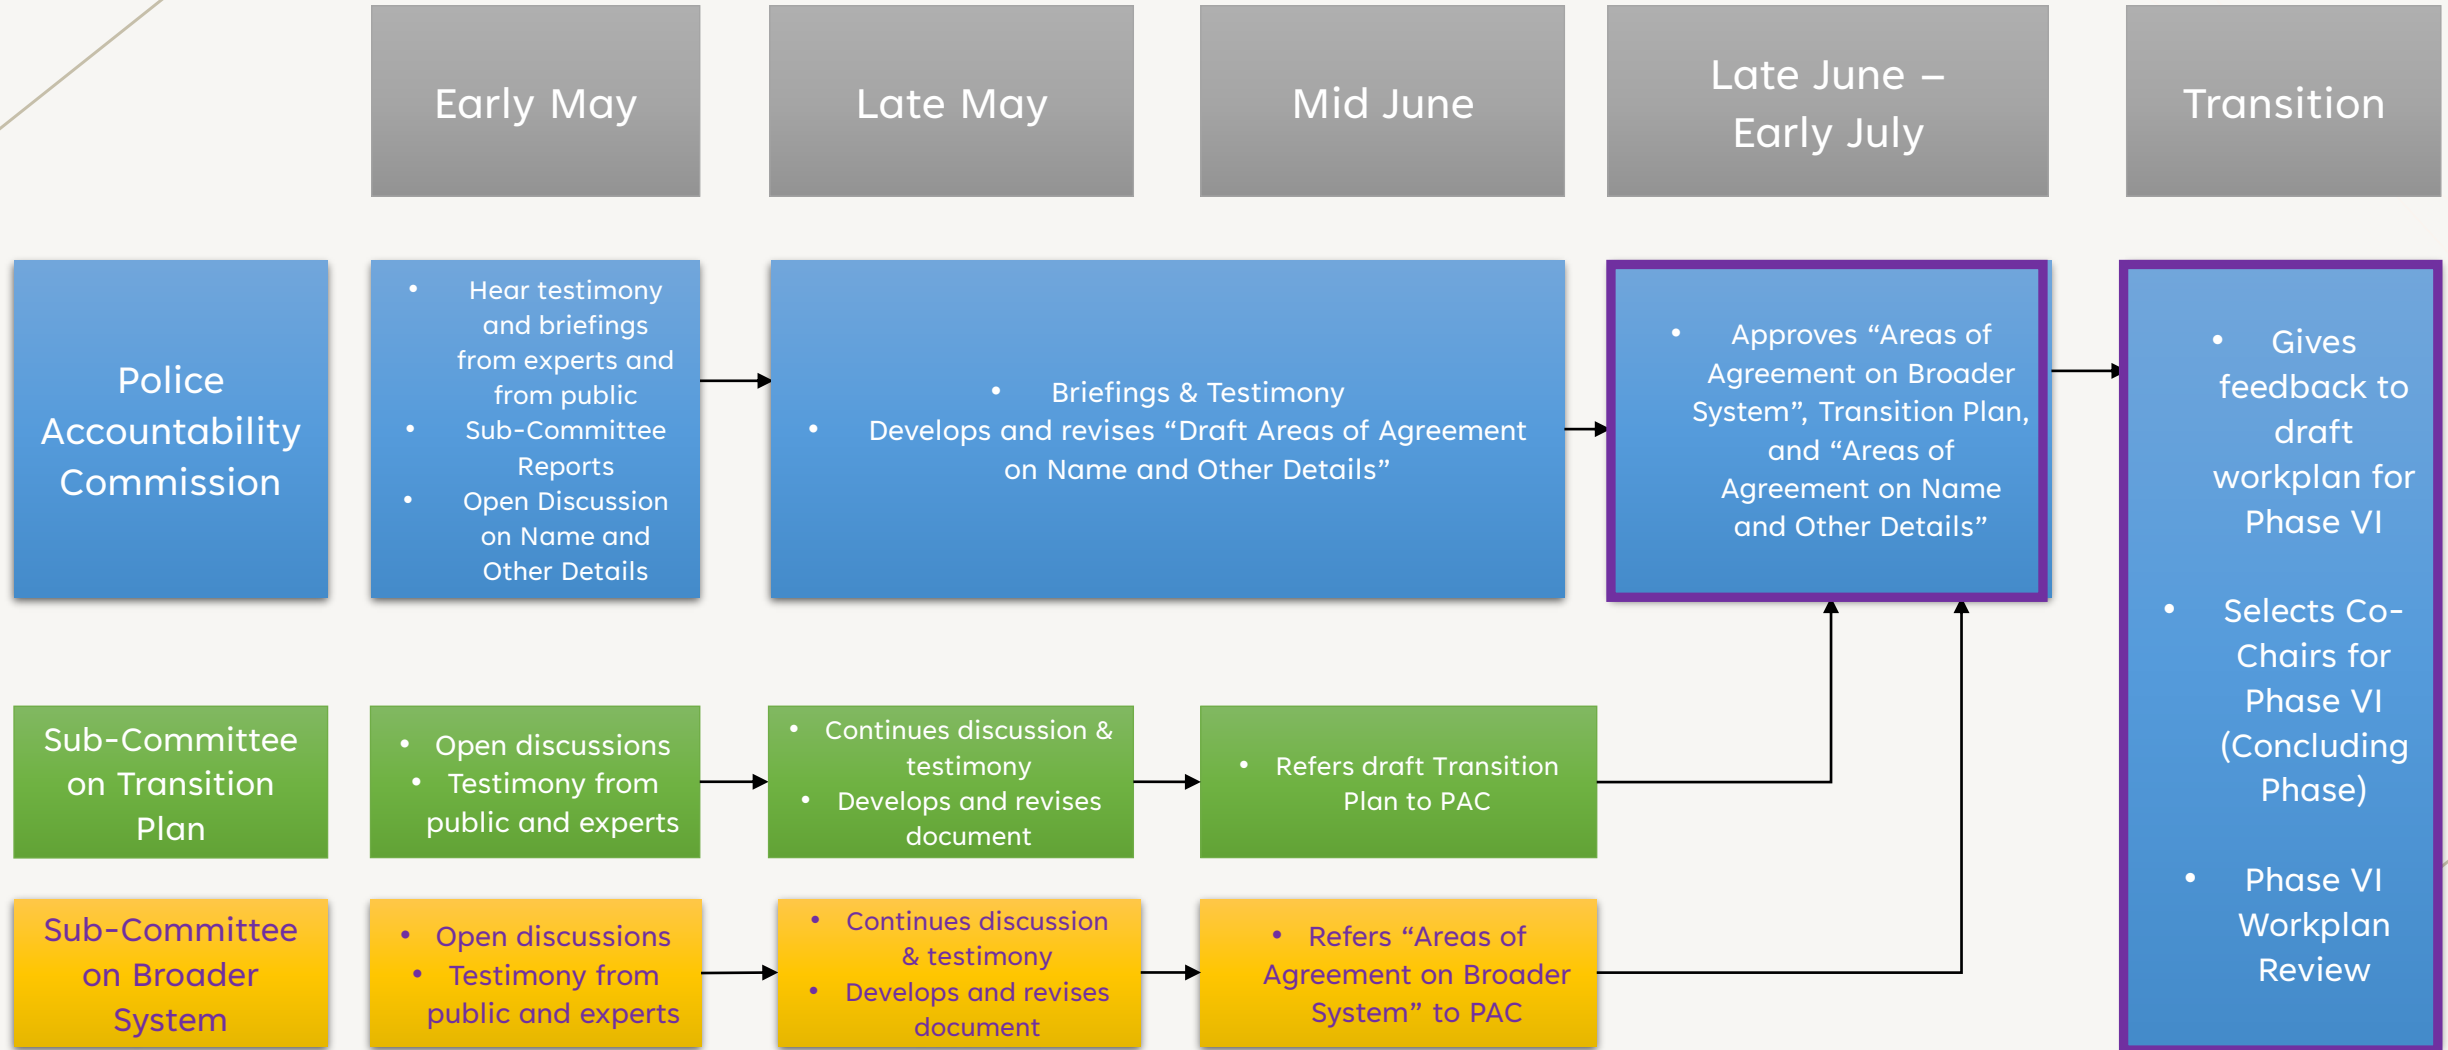 Early May
Late May
Mid June
Late June –
Early July
Transition
Police
Accountability
Commission
• Hear testimony
and briefings
from experts and
from public
• Sub-Committee
Reports
• Open Discussion
on Name and
Other Details
• Briefings & Testimony
• Develops and revises “Draft Areas of Agreement
on Name and Other Details”
• Approves “Areas of
Agreement on Broader
System”, Transition Plan,
and “Areas of
Agreement on Name
and Other Details”
• Gives
feedback to
draft
workplan for
Phase VI
• Selects Co-
Chairs for
Phase VI
(Concluding
Phase)
• Phase VI
Workplan
Review
Sub-Committee
on Transition
Plan
• Open discussions
• Testimony from
public and experts
• Continues discussion &
testimony
• Develops and revises
document
• Refers draft Transition
Plan to PAC
Sub-Committee
on Broader
System
• Open discussions
• Testimony from
public and experts
• Continues discussion
& testimony
• Develops and revises
document
• Refers “Areas of
Agreement on Broader
System” to PAC